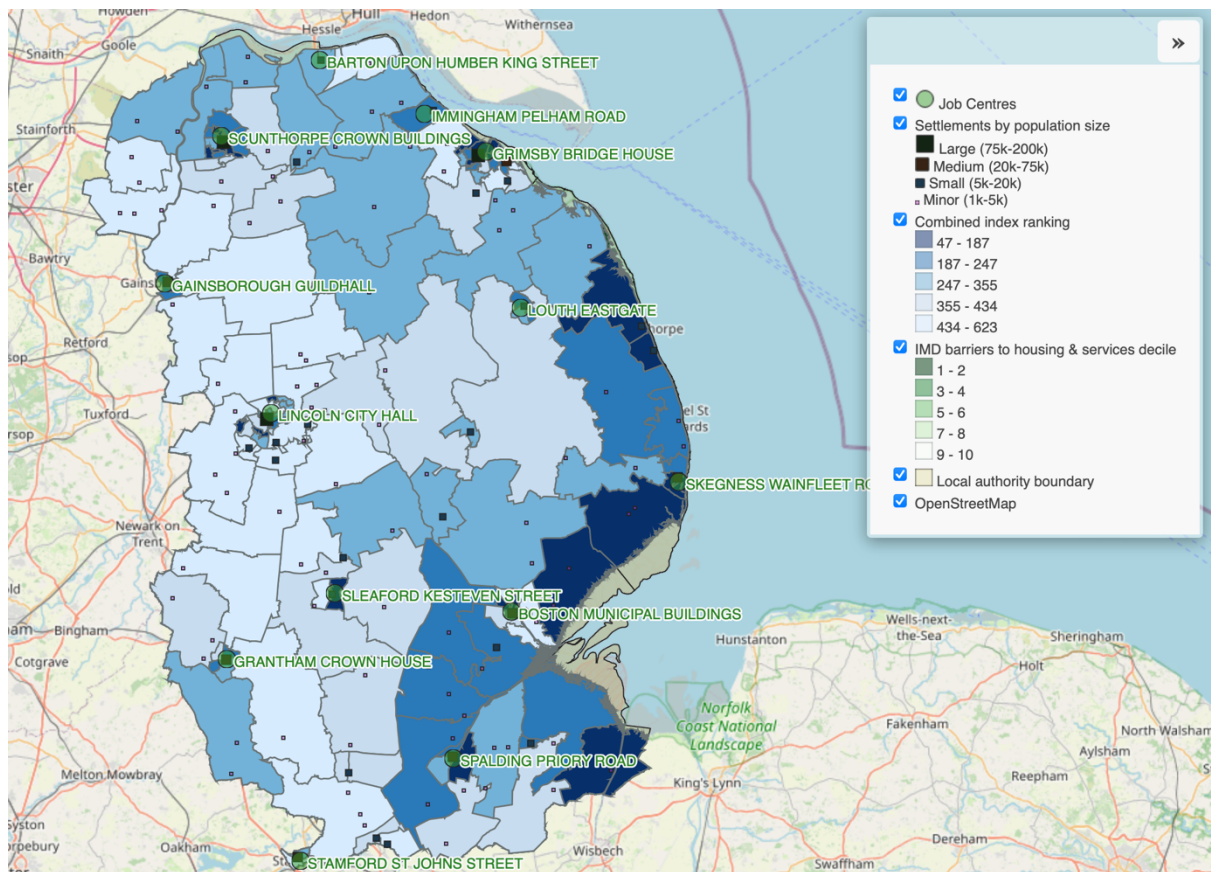 Howden
Hull
Hedon
Withernsea
Hessle
Goole
Snaith
BARTON UPON HUMBER KING STREET
Stainforth
IMMINGHAM PELHAM ROAD
SCUNTHORPE CROWN BUILDINGS
GRIMSBY BRIDGE HOUSE
Bawtry
GAINSBOROUGH GUILDHALL
LOUTH EASTGATE
Retford
Tuxford
LINCOLN CITY HALL
SKEGNESS WAINFLEET RO
Newark on
Trent
SLEAFORD KESTEVEN STREET
BOSTON MUNICIPAL BUILDINGS
Bingham
Cotgrave
GRANTHAM CROWN HOUSE
Hunstanton
Wells-next-
the-Sea
Sheringham
Holt
Norfolk
Coast National
Landscape
Fakenham
North Walsham
Aylsham
SPALDING PRIORY ROAD
Melton Mowbray
King's Lynn
Reepham
Syston
Oakham
STAMFORD ST JOHNS STREET
Wisbech
Dereham
Swaffham
»
Job Centres
Settlements by population size
Large (75k-200k)
Medium (20k-75k)
Small (5k-20k)
Minor (1k-5k)
Combined index ranking
47 - 187
187 - 247
247 - 355
355 - 434
434 - 623
IMD barriers to housing & services decile
1 - 2
3 - 4
5 - 6
7 - 8
9 - 10
Local authority boundary
OpenStreetMap